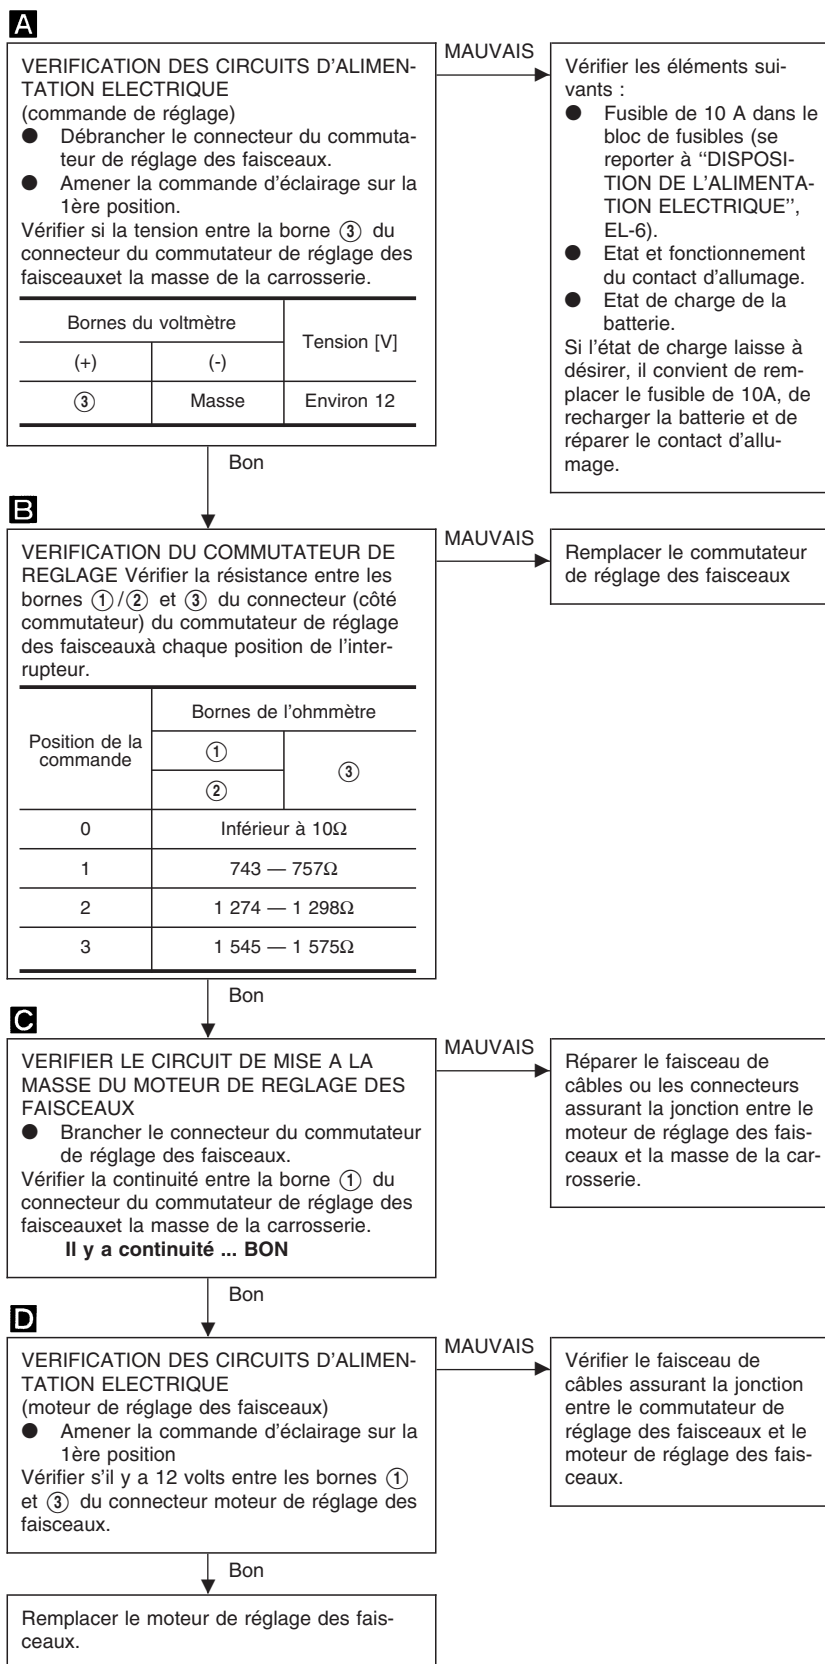 A
VERIFICATION DES CIRCUITS D'ALIMEN-
TATION ELECTRIQUE
(commande de réglage)
● Débrancher le connecteur du commuta-
teur de réglage des faisceaux.
● Amener la commande d'éclairage sur la
1ère position.
Vérifier si la tension entre la borne ③ du
connecteur du commutateur de réglage des
faisceauxet la masse de la carrosserie.
Bornes du voltmètre
Tension [V]
(+) (-)
③ Masse Environ 12
MAUVAIS
Vérifier les éléments sui-
vants :
● Fusible de 10 A dans le
bloc de fusibles (se
reporter à ''DISPOSI-
TION DE L'ALIMENTA-
TION ELECTRIQUE'',
EL-6).
● Etat et fonctionnement
du contact d'allumage.
● Etat de charge de la
batterie.
Si l'état de charge laisse à
désirer, il convient de rem-
placer le fusible de 10A, de
recharger la batterie et de
réparer le contact d'allu-
mage.
Bon
B
VERIFICATION DU COMMUTATEUR DE
REGLAGE Vérifier la résistance entre les
bornes ①/② et ③ du connecteur (côté
commutateur) du commutateur de réglage
des faisceauxà chaque position de l'inter-
rupteur.
Position de la
commande
Bornes de l'ohmmètre
①
②
③
0 Inférieur à 10Ω
1 743 — 757Ω
2 1 274 — 1 298Ω
3 1 545 — 1 575Ω
MAUVAIS
Remplacer le commutateur
de réglage des faisceaux
Bon
C
VERIFIER LE CIRCUIT DE MISE A LA
MASSE DU MOTEUR DE REGLAGE DES
FAISCEAUX
● Brancher le connecteur du commutateur
de réglage des faisceaux.
Vérifier la continuité entre la borne ① du
connecteur du commutateur de réglage des
faisceauxet la masse de la carrosserie.
Il y a continuité ... BON
MAUVAIS
Réparer le faisceau de
câbles ou les connecteurs
assurant la jonction entre le
moteur de réglage des fais-
ceaux et la masse de la car-
rosserie.
Bon
D
VERIFICATION DES CIRCUITS D'ALIMEN-
TATION ELECTRIQUE
(moteur de réglage des faisceaux)
● Amener la commande d'éclairage sur la
1ère position
Vérifier s'il y a 12 volts entre les bornes ①
et ③ du connecteur moteur de réglage des
faisceaux.
MAUVAIS
Vérifier le faisceau de
câbles assurant la jonction
entre le commutateur de
réglage des faisceaux et le
moteur de réglage des fais-
ceaux.
Bon
Remplacer le moteur de réglage des fais-
ceaux.